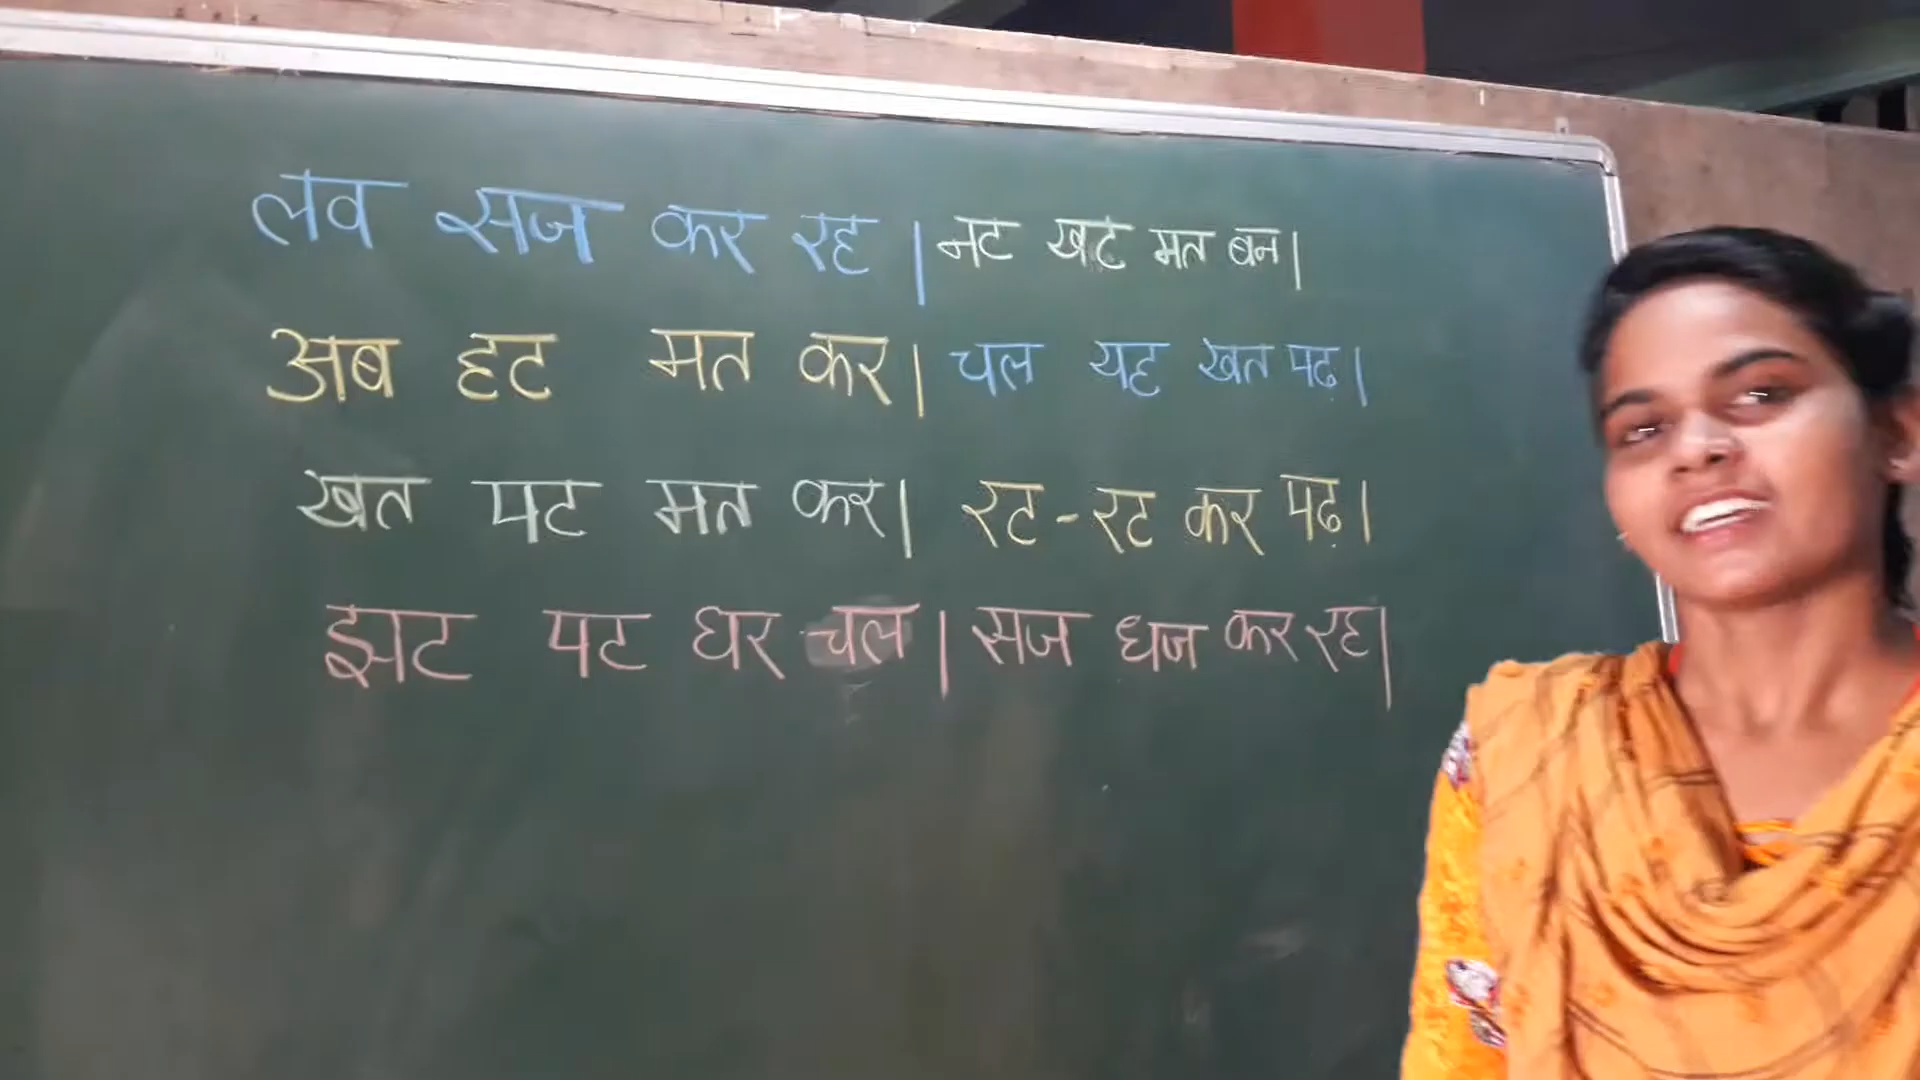 लव सज कर रह | नट खट मत बन |
अब हट मत कर | चल यह खत पढ़ |
खत पट मत कर | रट-रट कर पढ़ |
झट पट घर चल | सज धज कर रह |